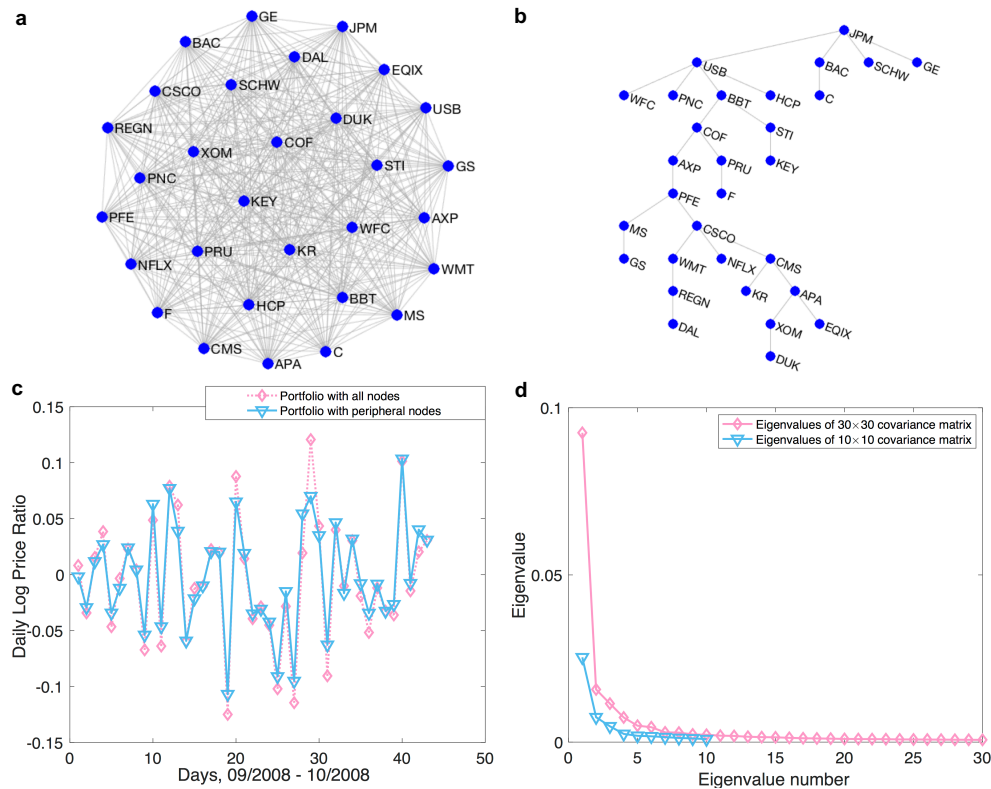 a
GE
JPM
BAC
DAL
EQIX
SCHW
CSCO
USB
DUK
REGN
COF
XOM
STI
GS
PNC
KEY
PFE
AXP
WFC
PRU
KR
NFLX
WMT
BBT
HCP
F
MS
CMS
C
APA
b
JPM
USB
BAC
SCHW
GE
WFC
PNC
BBT
HCP
C
COF
STI
AXP
PRU
KEY
PFE
F
MS
CSCO
GS
WMT
NFLX
CMS
REGN
KR
APA
DAL
XOM
EQIX
DUK
c
Portfolio with all nodes
Portfolio with peripheral nodes
0.15
0.1
0.05
0
-0.05
-0.1
-0.15
Daily Log Price Ratio
0 10 20 30 40 50
Days, 09/2008 - 10/2008
d
Eigenvalues of 30×30 covariance matrix
Eigenvalues of 10×10 covariance matrix
0.1
0.05
0
Eigenvalue
0 5 10 15 20 25 30
Eigenvalue number